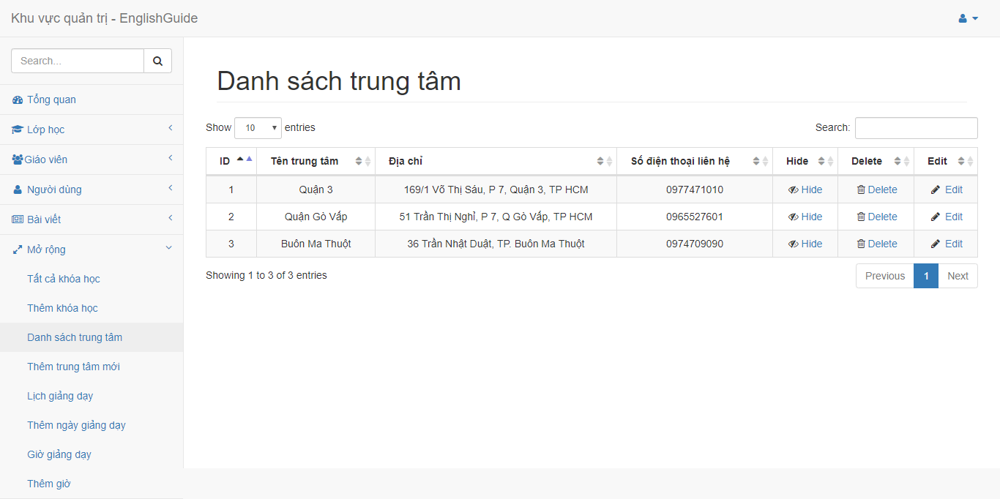 Khu vực quản trị - EnglishGuide
Search...
Tổng quan
Lớp học
Giáo viên
Người dùng
Bài viết
Mở rộng
Tất cả khóa học
Thêm khóa học
Danh sách trung tâm
Thêm trung tâm mới
Lịch giảng dạy
Thêm ngày giảng dạy
Giờ giảng dạy
Thêm giờ
Danh sách trung tâm
Show 10 entries Search:
ID Tên trung tâm Địa chỉ Số điện thoại liên hệ Hide Delete Edit
1 Quận 3 169/1 Võ Thị Sáu, P 7, Quận 3, TP HCM 0977471010 Hide Delete Edit
2 Quận Gò Vấp 51 Trần Thị Nghỉ, P 7, Q Gò Vấp, TP HCM 0965527601 Hide Delete Edit
3 Buôn Ma Thuột 36 Trần Nhật Duật, TP. Buôn Ma Thuột 0974709090 Hide Delete Edit
Showing 1 to 3 of 3 entries Previous 1 Next